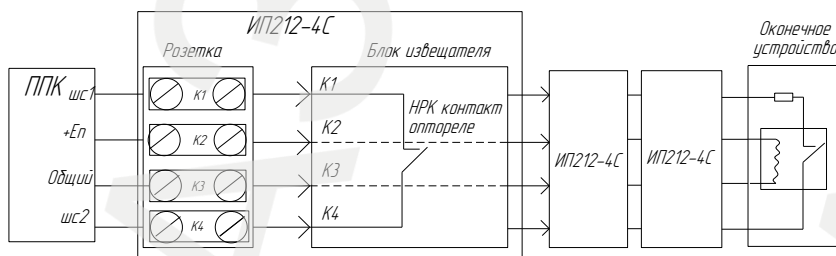 ИП212-4С
Розетка
Блок извещателя
Оконечное
устройство
ППК
шс1
+Еп
Общий
шс2
К1
К2
К3
К4
К1
К2
К3
К4
НРК контакт
оптореле
ИП212-4С
ИП212-4С